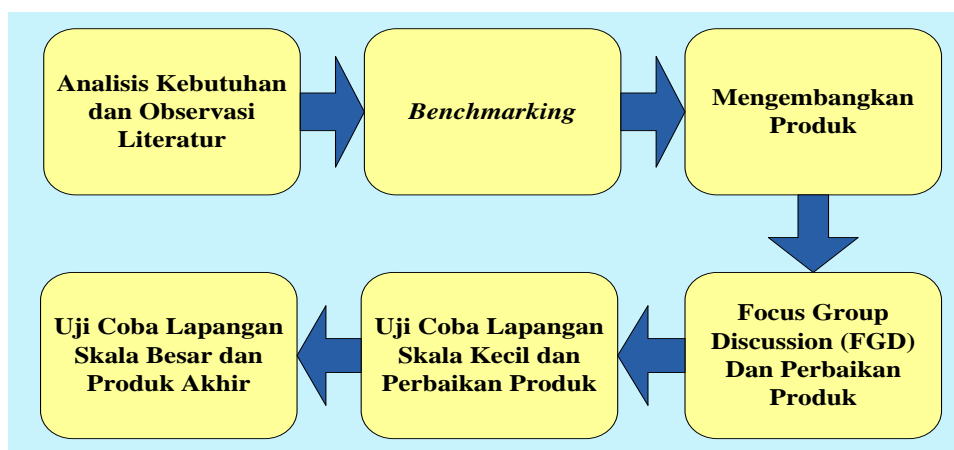 Analisis Kebutuhan
dan Observasi
Literatur
Benchmarking
Mengembangkan
Produk
Focus Group
Discussion (FGD)
Dan Perbaikan
Produk
Uji Coba Lapangan
Skala Kecil dan
Perbaikan Produk
Uji Coba Lapangan
Skala Besar dan
Produk Akhir